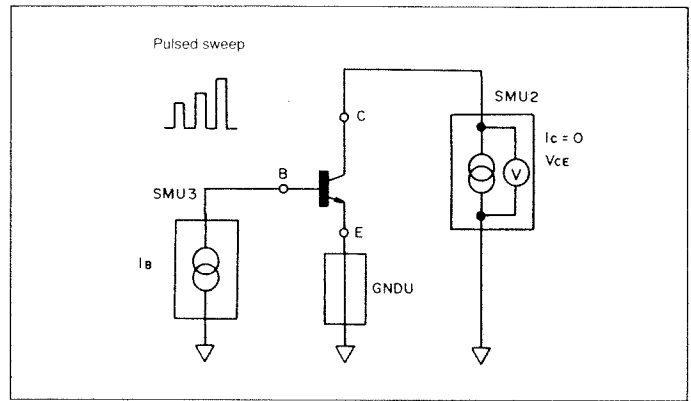 Pulsed sweep
SMU2
C
Ic = 0
VCE
V
B
SMU3
E
IB
GNDU